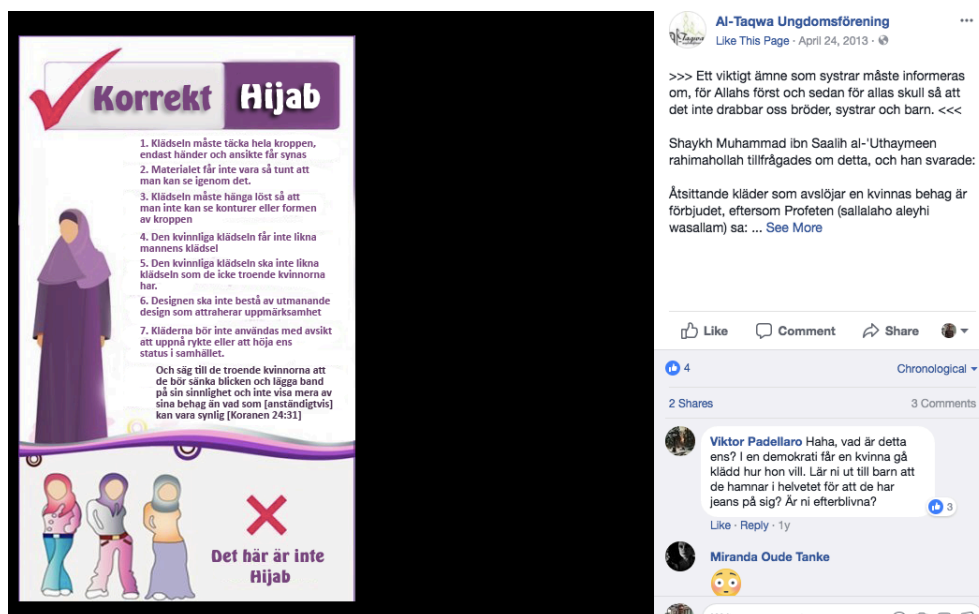 Korrekt Hijab
1. Klädseln måste täcka hela kroppen,
endast händer och ansikte får synas
2. Materialet får inte vara så tunt att
man kan se igenom det.
3. Klädseln måste hänga löst så att
man inte kan se konturer eller formen
av kroppen
4. Den kvinnliga klädseln får inte likna
mannens klädsel
5. Den kvinnliga klädseln ska inte likna
klädseln som de icke troende kvinnorna
har.
6. Designen ska inte bestå av utmanande
design som attraherar uppmärksamhet
7. Kläderna bör inte användas med avsikt
att uppnå rykte eller att höja ens
status i samhället.
Och säg till de troende kvinnorna att
de bör sänka blicken och lägga band
på sin sinnlighet och inte visa mera av
sina behag än vad som [anständigtvis]
kan vara synlig [Koranen 24:31]
Det här är inte
Hijab
Al-Taqwa Ungdomsförening
Like This Page · April 24, 2013 ·
>>> Ett viktigt ämne som systrar måste informeras
om, för Allahs först och sedan för allas skull så att
det inte drabbar oss bröder, systrar och barn. <<<
Shaykh Muhammad ibn Saalih al-'Uthaymeen
rahimahollah tillfrågades om detta, och han svarade:
Åtsittande kläder som avslöjar en kvinnas behag är
förbjudet, eftersom Profeten (sallalaho aleyhi
wasallam) sa: ... See More
Like Comment Share
4 Chronological
2 Shares 3 Comments
Viktor Padellaro Haha, vad är detta
ens? I en demokrati får en kvinna gå
klädd hur hon vill. Lär ni ut till barn att
de hamnar i helvetet för att de har
jeans på sig? Är ni efterblivna?
3
Like · Reply · 1y
Miranda Oude Tanke